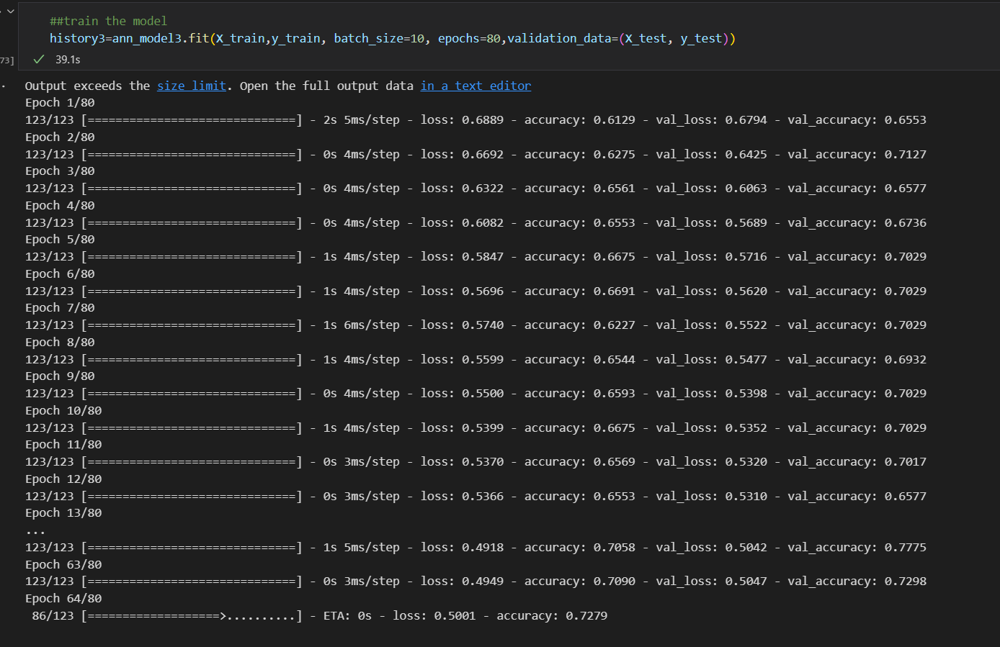 ##train the model
history3=ann_model3.fit(X_train,y_train, batch_size=10, epochs=80,validation_data=(X_test, y_test))
73]
39.1s
Output exceeds the size limit. Open the full output data in a text editor
Epoch 1/80
123/123 [==============================] - 2s 5ms/step - loss: 0.6889 - accuracy: 0.6129 - val_loss: 0.6794 - val_accuracy: 0.6553
Epoch 2/80
123/123 [==============================] - 0s 4ms/step - loss: 0.6692 - accuracy: 0.6275 - val_loss: 0.6425 - val_accuracy: 0.7127
Epoch 3/80
123/123 [==============================] - 0s 4ms/step - loss: 0.6322 - accuracy: 0.6561 - val_loss: 0.6063 - val_accuracy: 0.6577
Epoch 4/80
123/123 [==============================] - 0s 4ms/step - loss: 0.6082 - accuracy: 0.6553 - val_loss: 0.5689 - val_accuracy: 0.6736
Epoch 5/80
123/123 [==============================] - 1s 4ms/step - loss: 0.5847 - accuracy: 0.6675 - val_loss: 0.5716 - val_accuracy: 0.7029
Epoch 6/80
123/123 [==============================] - 1s 4ms/step - loss: 0.5696 - accuracy: 0.6691 - val_loss: 0.5620 - val_accuracy: 0.7029
Epoch 7/80
123/123 [==============================] - 1s 6ms/step - loss: 0.5740 - accuracy: 0.6227 - val_loss: 0.5522 - val_accuracy: 0.7029
Epoch 8/80
123/123 [==============================] - 1s 4ms/step - loss: 0.5599 - accuracy: 0.6544 - val_loss: 0.5477 - val_accuracy: 0.6932
Epoch 9/80
123/123 [==============================] - 0s 4ms/step - loss: 0.5500 - accuracy: 0.6593 - val_loss: 0.5398 - val_accuracy: 0.7029
Epoch 10/80
123/123 [==============================] - 1s 4ms/step - loss: 0.5399 - accuracy: 0.6675 - val_loss: 0.5352 - val_accuracy: 0.7029
Epoch 11/80
123/123 [==============================] - 0s 3ms/step - loss: 0.5370 - accuracy: 0.6569 - val_loss: 0.5320 - val_accuracy: 0.7017
Epoch 12/80
123/123 [==============================] - 0s 3ms/step - loss: 0.5366 - accuracy: 0.6553 - val_loss: 0.5310 - val_accuracy: 0.6577
Epoch 13/80
...
123/123 [==============================] - 1s 5ms/step - loss: 0.4918 - accuracy: 0.7058 - val_loss: 0.5042 - val_accuracy: 0.7775
Epoch 63/80
123/123 [==============================] - 0s 3ms/step - loss: 0.4949 - accuracy: 0.7090 - val_loss: 0.5047 - val_accuracy: 0.7298
Epoch 64/80
86/123 [===================>..........] - ETA: 0s - loss: 0.5001 - accuracy: 0.7279